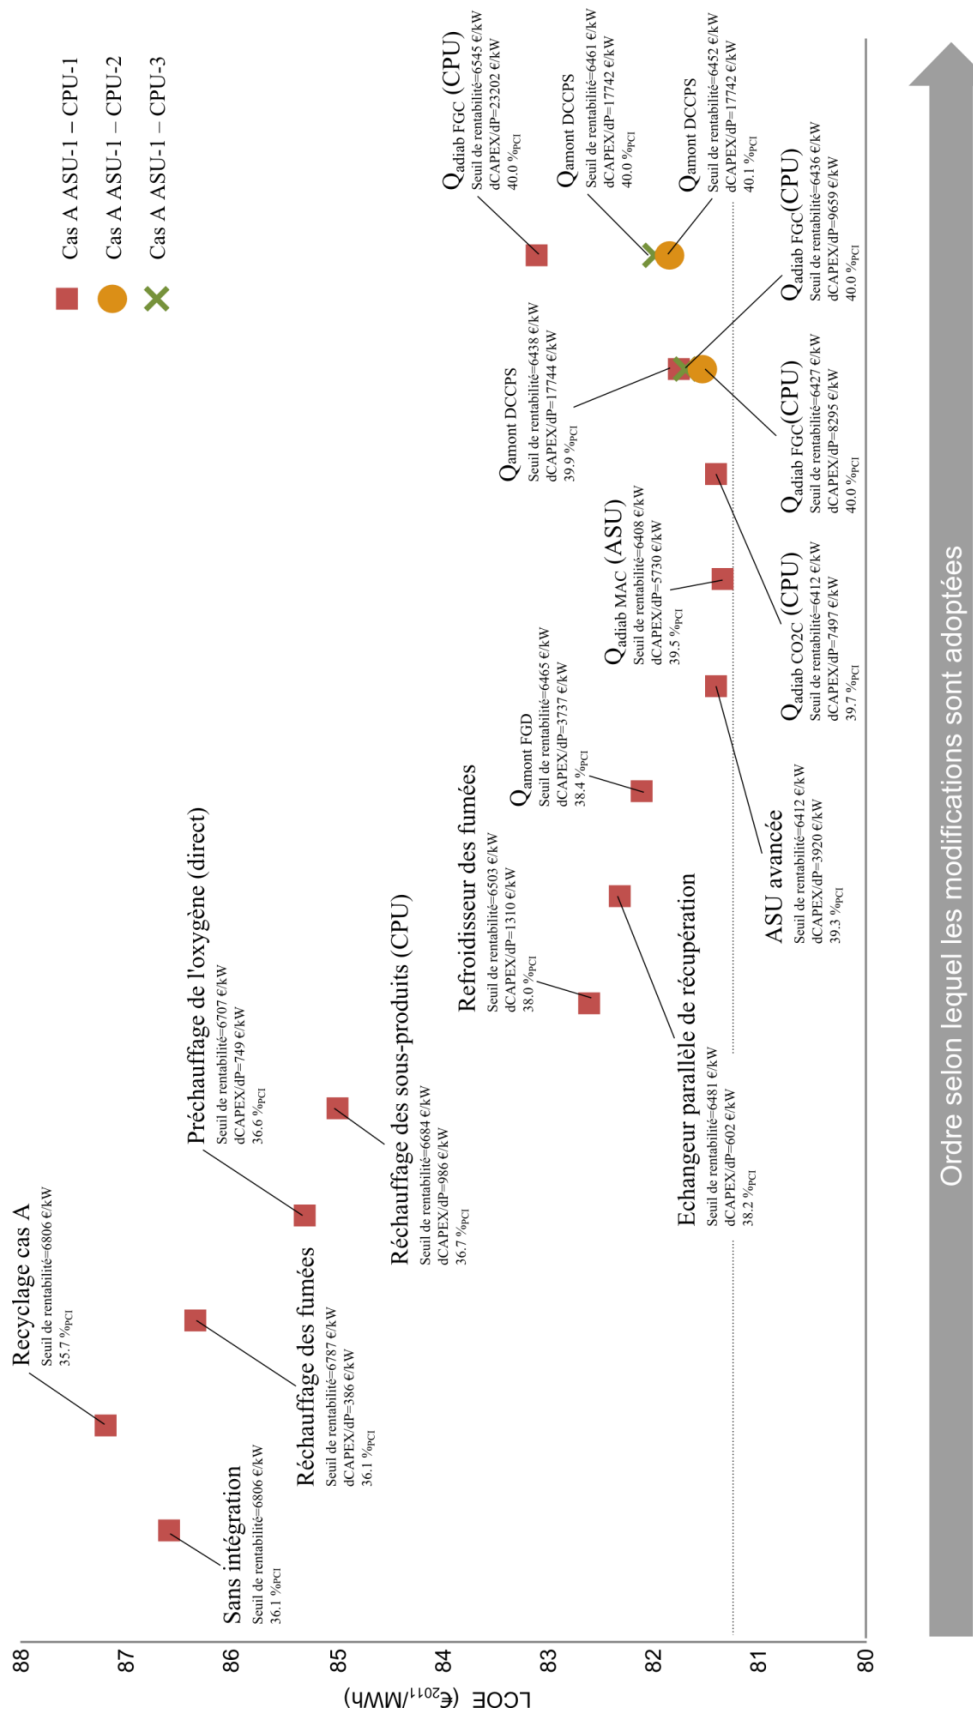 LCOE (€2011/MWh)
88
87
86
85
84
83
82
81
80
Cas A ASU-1 – CPU-1
Cas A ASU-1 – CPU-2
Cas A ASU-1 – CPU-3
Sans intégration
Seuil de rentabilité=6806 €/kW
36.1 %PCI
Recyclage cas A
Seuil de rentabilité=6806 €/kW
35.7 %PCI
Réchauffage des fumées
Seuil de rentabilité=6787 €/kW
dCAPEX/dP=386 €/kW
36.1 %PCI
Préchauffage de l'oxygène (direct)
Seuil de rentabilité=6707 €/kW
dCAPEX/dP=749 €/kW
36.6 %PCI
Réchauffage des sous-produits (CPU)
Seuil de rentabilité=6684 €/kW
dCAPEX/dP=986 €/kW
36.7 %PCI
Refroidisseur des fumées
Seuil de rentabilité=6503 €/kW
dCAPEX/dP=1310 €/kW
38.0 %PCI
Echangeur parallèle de récupération
Seuil de rentabilité=6481 €/kW
dCAPEX/dP=602 €/kW
38.2 %PCI
Qamont FGD
Seuil de rentabilité=6465 €/kW
dCAPEX/dP=3737 €/kW
38.4 %PCI
ASU avancée
Seuil de rentabilité=6412 €/kW
dCAPEX/dP=3920 €/kW
39.3 %PCI
Qadiab MAC (ASU)
Seuil de rentabilité=6408 €/kW
dCAPEX/dP=5730 €/kW
39.5 %PCI
Qadiab CO2C (CPU)
Seuil de rentabilité=6412 €/kW
dCAPEX/dP=7497 €/kW
39.7 %PCI
Qamont DCCPS
Seuil de rentabilité=6438 €/kW
dCAPEX/dP=17744 €/kW
39.9 %PCI
Qadiab FGC(CPU)
Seuil de rentabilité=6427 €/kW
dCAPEX/dP=8295 €/kW
40.0 %PCI
Qadiab FGC(CPU)
Seuil de rentabilité=6436 €/kW
dCAPEX/dP=9659 €/kW
40.0 %PCI
Qadiab FGC (CPU)
Seuil de rentabilité=6545 €/kW
dCAPEX/dP=23202 €/kW
40.0 %PCI
Qamont DCCPS
Seuil de rentabilité=6461 €/kW
dCAPEX/dP=17742 €/kW
40.0 %PCI
Qamont DCCPS
Seuil de rentabilité=6452 €/kW
dCAPEX/dP=17742 €/kW
40.1 %PCI
Ordre selon lequel les modifications sont adoptées